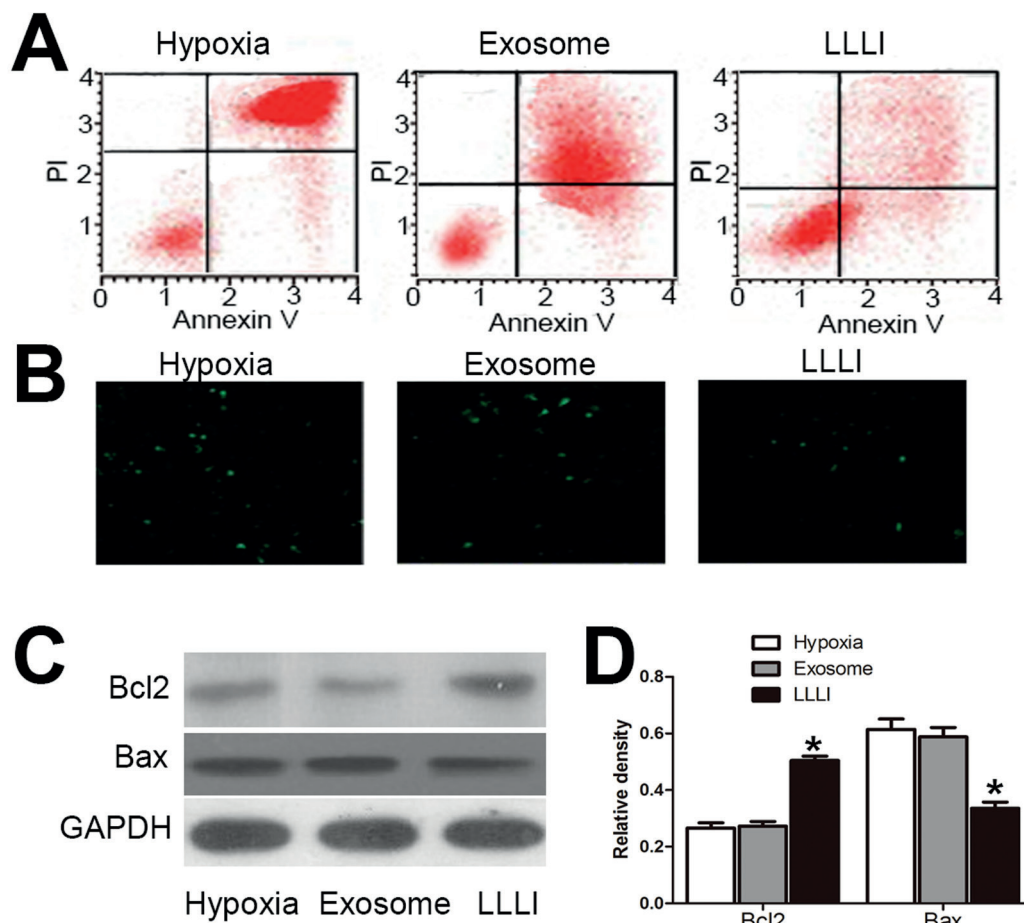 A
Hypoxia
Exosome
LLLI
4
3
2
1
PI
0 1 2 3 4
Annexin V
4
3
2
1
PI
0 1 2 3 4
Annexin V
4
3
2
1
PI
0 1 2 3 4
Annexin V
B
Hypoxia
Exosome
LLLI
C
Bcl2
Bax
GAPDH
Hypoxia Exosome LLLI
D
Hypoxia
Exosome
LLLI
Relative density
0.8
0.6
0.4
0.2
0.0
*
*
Bcl2
Bax